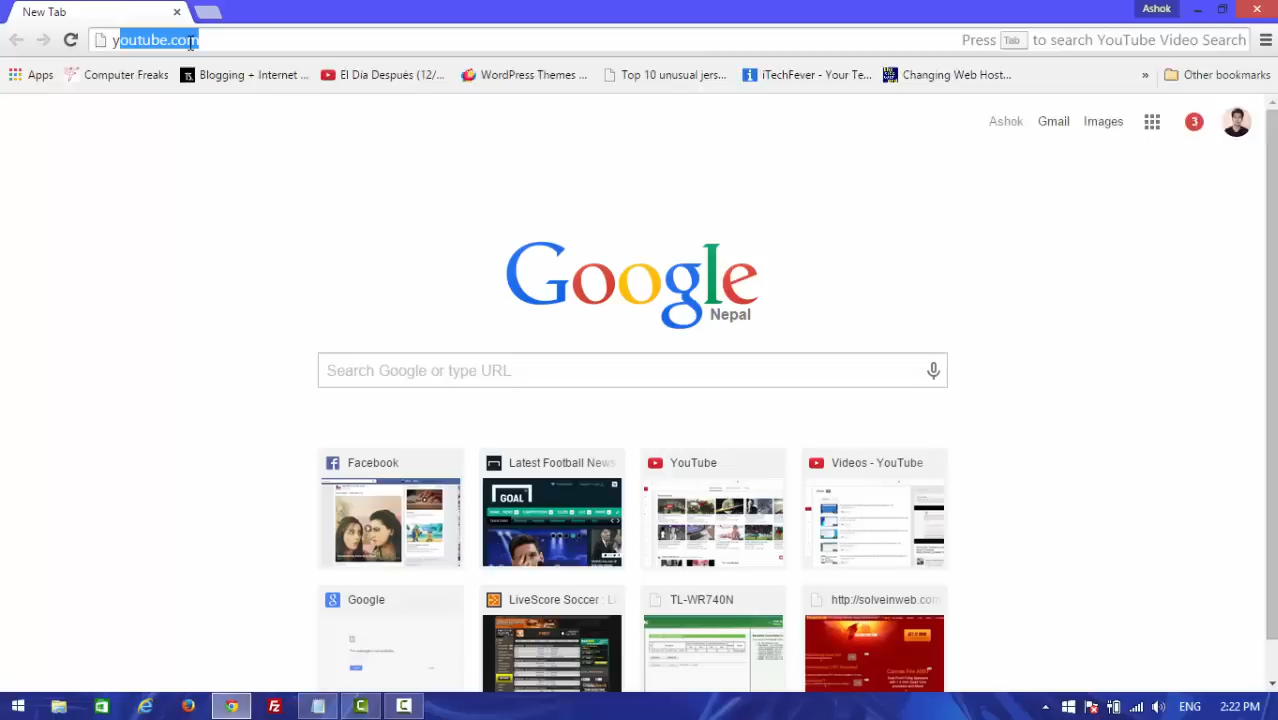 New Tab
Ashok
youtube.com
Press Tab to search YouTube Video Search
Apps
Computer Freaks
Blogging + Internet ...
El Día Después (12/...
WordPress Themes ...
Top 10 unusual jers...
iTechFever - Your Te...
Changing Web Host...
»
Other bookmarks
Ashok
Gmail
Images
3
Google
Nepal
Search Google or type URL
Facebook
Latest Football News
YouTube
Videos - YouTube
GOAL
Google
LiveScore Soccer : Li
TL-WR740N
http://solveinweb.com
ENG
2:22 PM